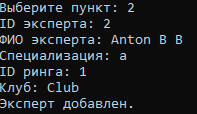 Выберите пункт: 2
ID эксперта: 2
ФИО эксперта: Anton B B
Специализация: a
ID ринга: 1
Клуб: Club
Эксперт добавлен.